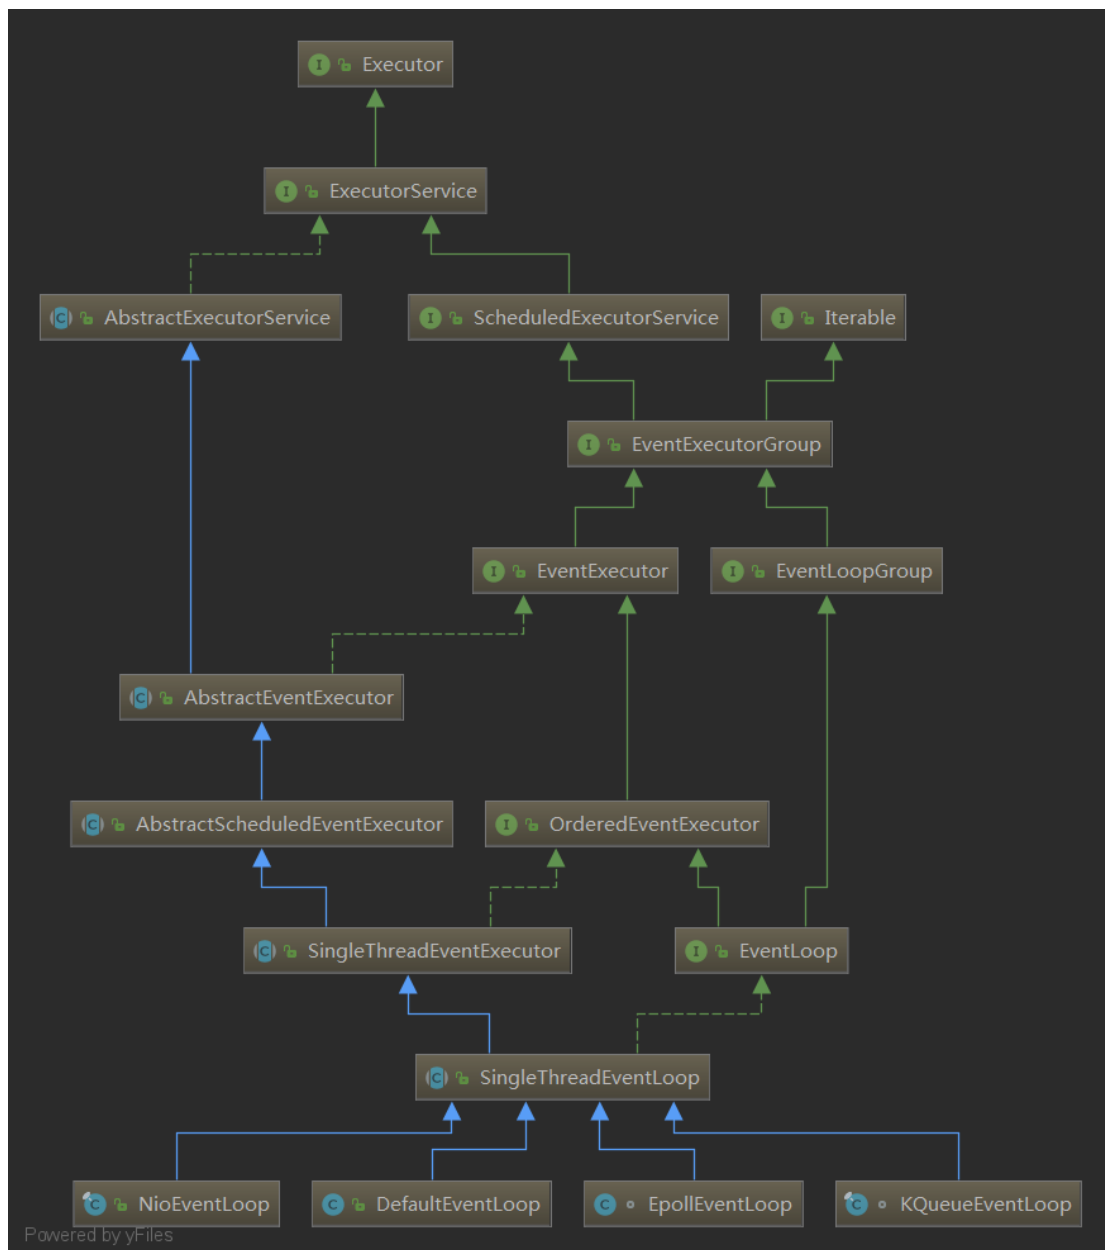 Executor
ExecutorService
AbstractExecutorService
ScheduledExecutorService
Iterable
EventExecutorGroup
EventExecutor
EventLoopGroup
AbstractEventExecutor
AbstractScheduledEventExecutor
OrderedEventExecutor
SingleThreadEventExecutor
EventLoop
SingleThreadEventLoop
NioEventLoop
DefaultEventLoop
EpollEventLoop
KQueueEventLoop
Powered by yFiles